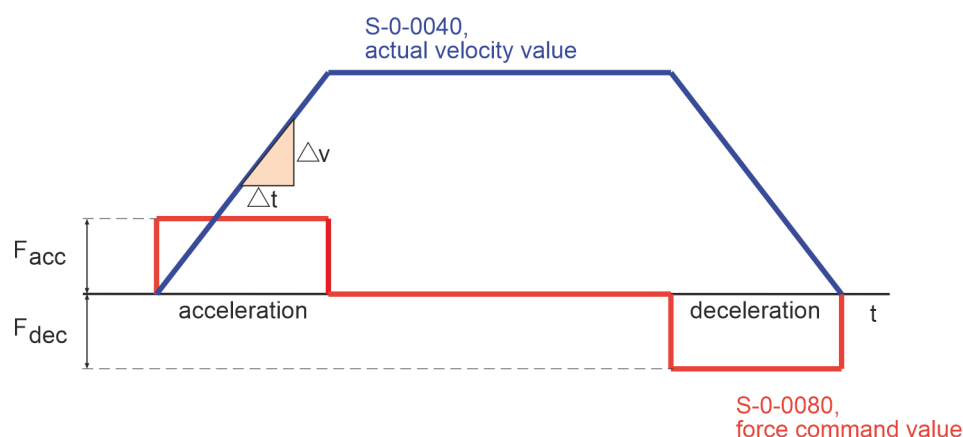 S-0-0040,
actual velocity value
△v
△t
Facc
acceleration
deceleration
t
Fdec
S-0-0080,
force command value